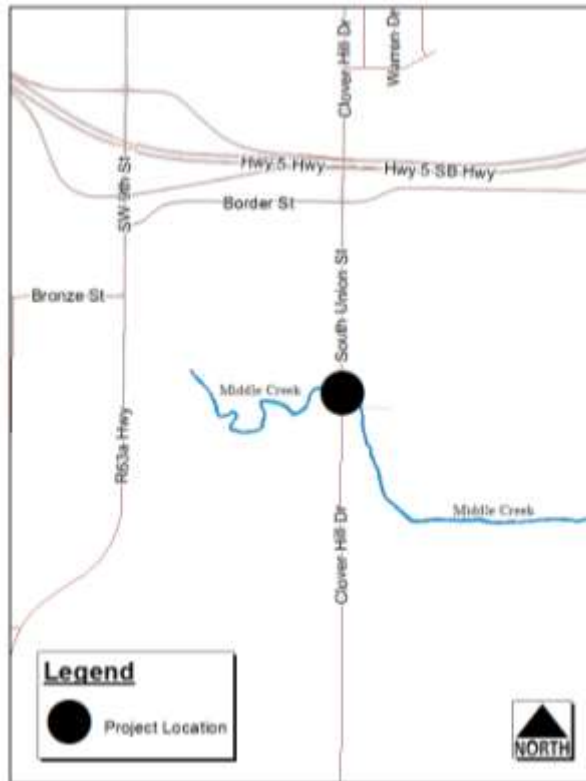 Clover Hill Dr
Warren Dr
SW 9th St
Hwy 5 Hwy
Hwy 5 SB Hwy
Border St
South Union St
Bronze St
Middle Creek
R63a Hwy
Middle Creek
Clover Hill Dr
Legend
Project Location
NORTH